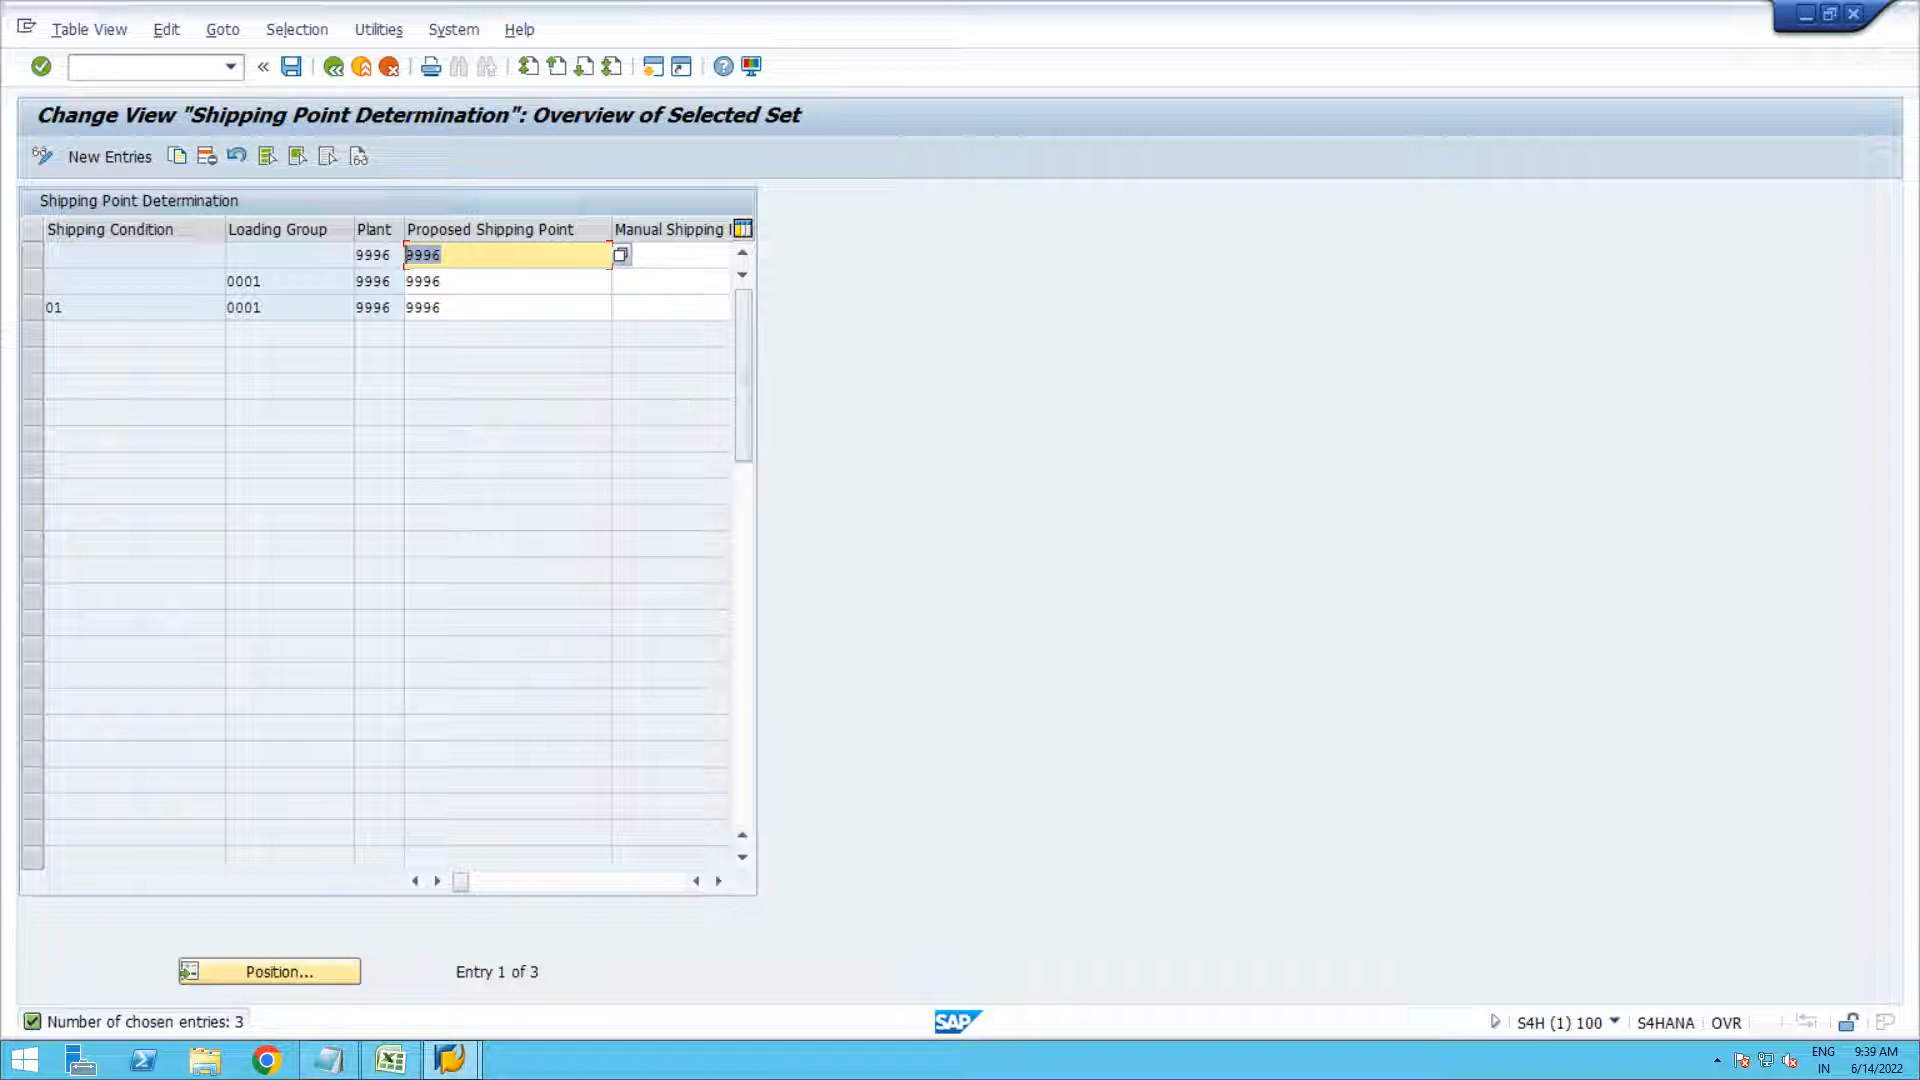 Table View Edit Goto Selection Utilities System Help
Change View "Shipping Point Determination": Overview of Selected Set
New Entries
Shipping Point Determination
Shipping Condition Loading Group Plant Proposed Shipping Point Manual Shipping
9996 9996
0001 9996 9996
01 0001 9996 9996
Position... Entry 1 of 3
Number of chosen entries: 3 SAP S4H (1) 100 S4HANA OVR
ENG 9:39 AM
IN 6/14/2022